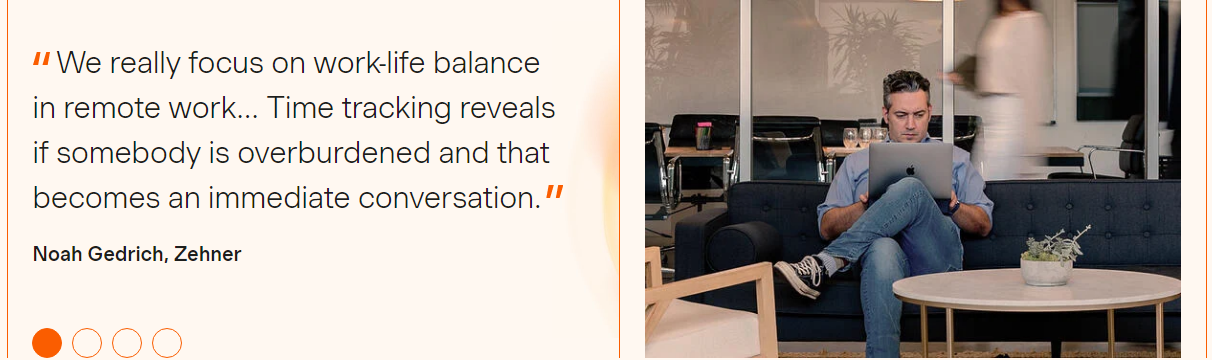 "We really focus on work-life balance
in remote work... Time tracking reveals
if somebody is overburdened and that
becomes an immediate conversation."
Noah Gedrich, Zehner